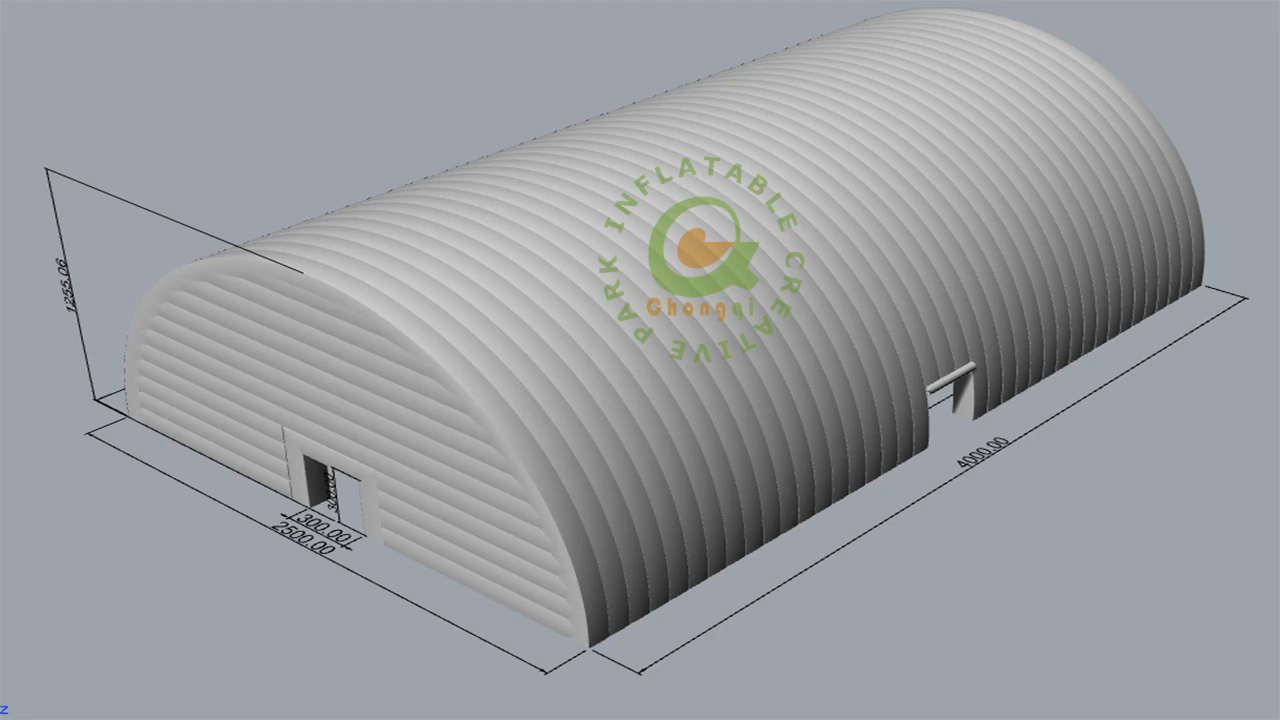 INFLATABLE CREATIVE PARK
Chongqi
1255.06
4000.00
300.00
2500.00
z